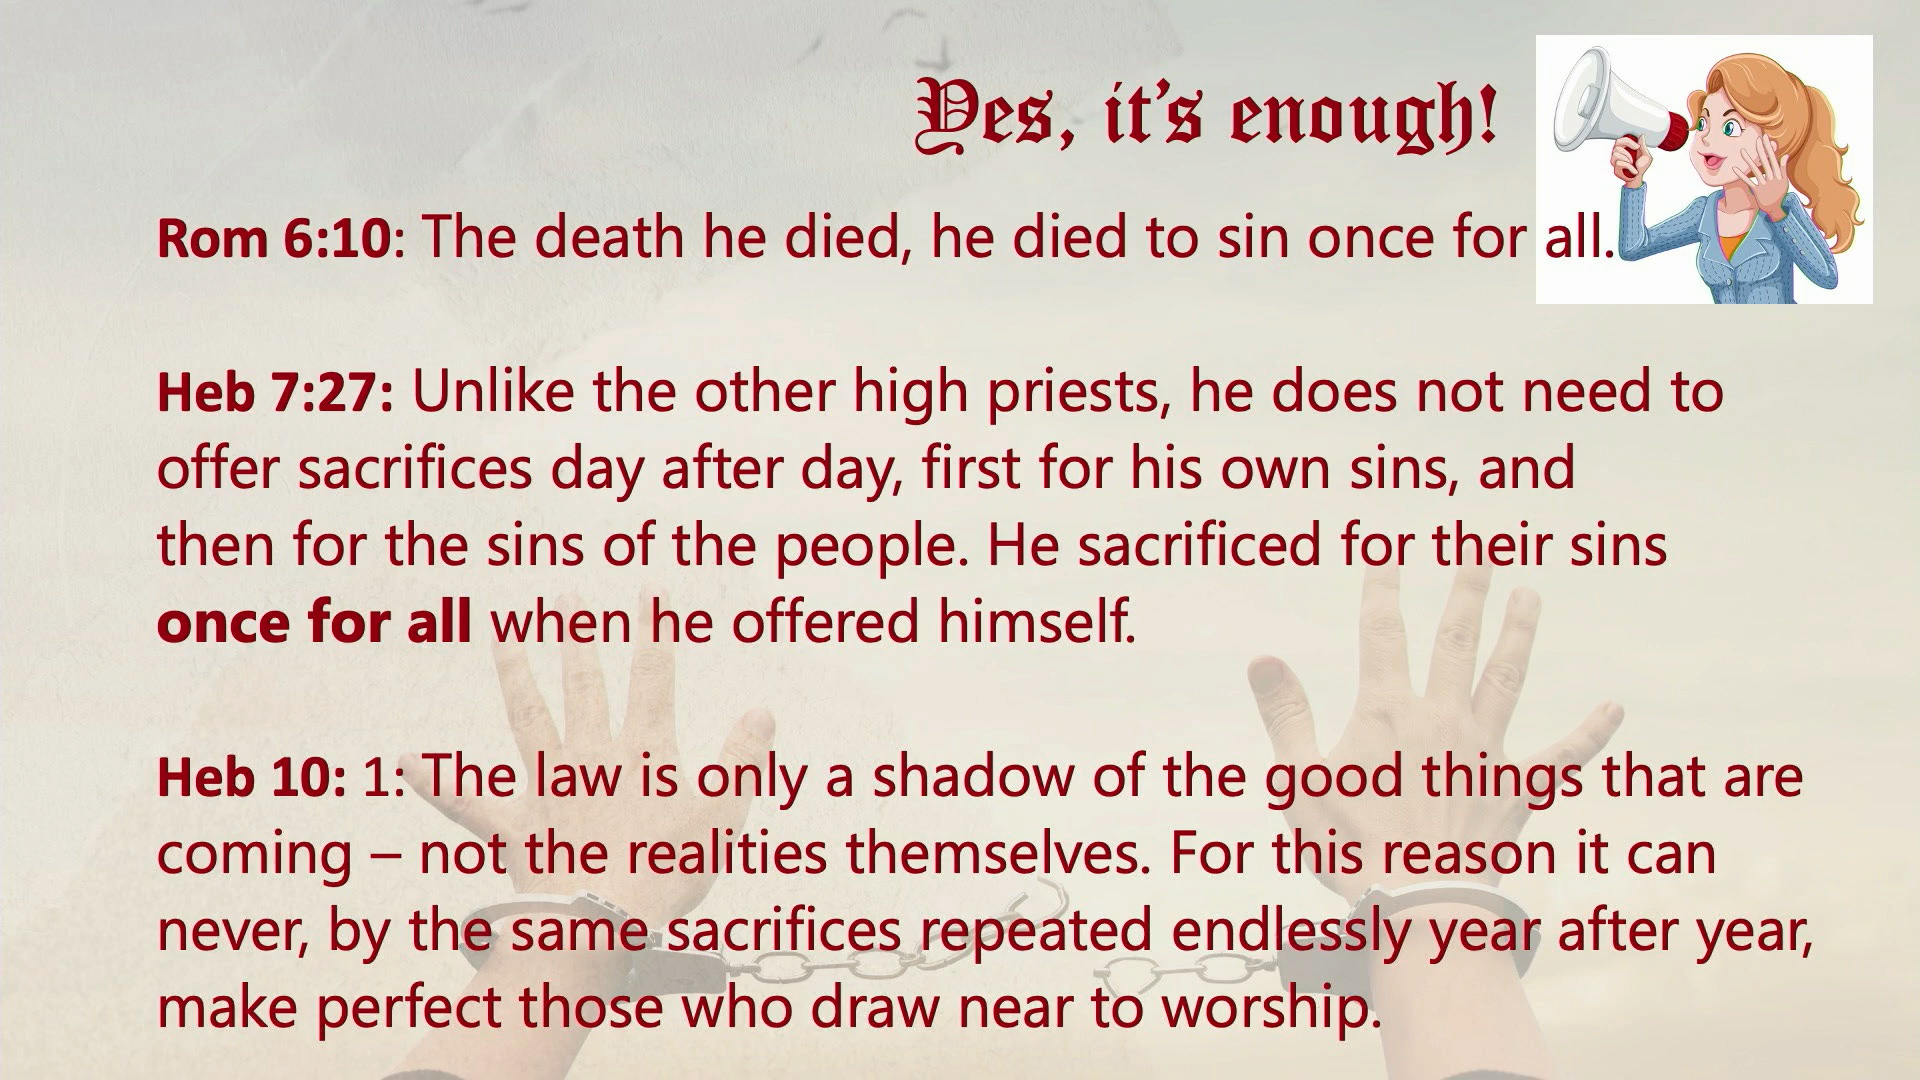 Yes, it’s enough!
Rom 6:10: The death he died, he died to sin once for all.
Heb 7:27: Unlike the other high priests, he does not need to
offer sacrifices day after day, first for his own sins, and
then for the sins of the people. He sacrificed for their sins
once for all when he offered himself.
Heb 10: 1: The law is only a shadow of the good things that are
coming – not the realities themselves. For this reason it can
never, by the same sacrifices repeated endlessly year after year,
make perfect those who draw near to worship.